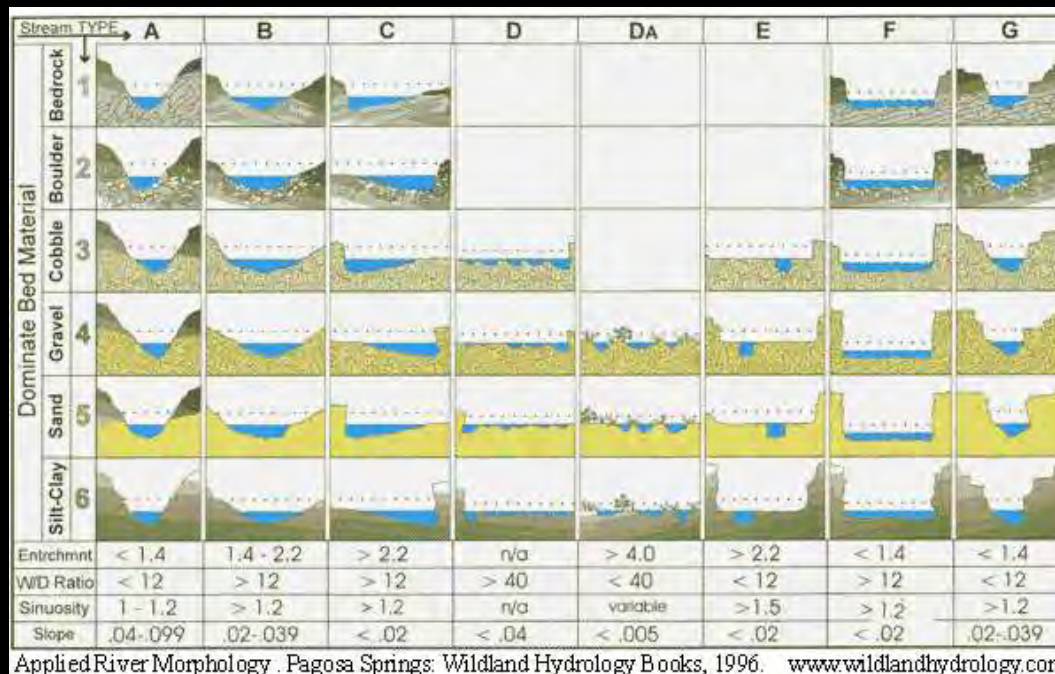 Stream TYPE A B C D DA E F G
Dominate Bed Material
Bedrock 1
Boulder 2
Cobble 3
Gravel 4
Sand 5
Silt-Clay 6
Entrchmnt < 1.4 1.4 - 2.2 > 2.2 n/a > 4.0 > 2.2 < 1.4 < 1.4
W/D Ratio < 12 > 12 > 12 > 40 < 40 < 12 > 12 < 12
Sinuosity 1 - 1.2 > 1.2 > 1.2 n/a variable >1.5 > 1.2 >1.2
Slope .04-.099 .02-.039 < .02 < .04 < .005 < .02 < .02 .02-.039
Applied River Morphology . Pagosa Springs: Wildland Hydrology Books, 1996. www.wildlandhydrology.com